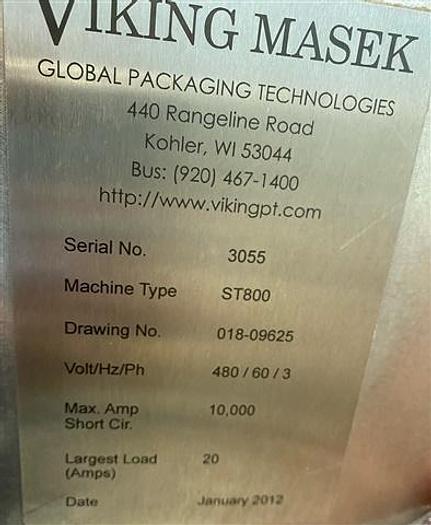 VIKING MASEK
GLOBAL PACKAGING TECHNOLOGIES
440 Rangeline Road
Kohler, WI 53044
Bus: (920) 467-1400
http://www.vikingpt.com
Serial No. 3055
Machine Type ST800
Drawing No. 018-09625
Volt/Hz/Ph 480 / 60 / 3
Max. Amp 10,000
Short Cir.
Largest Load 20
(Amps)
Date January 2012